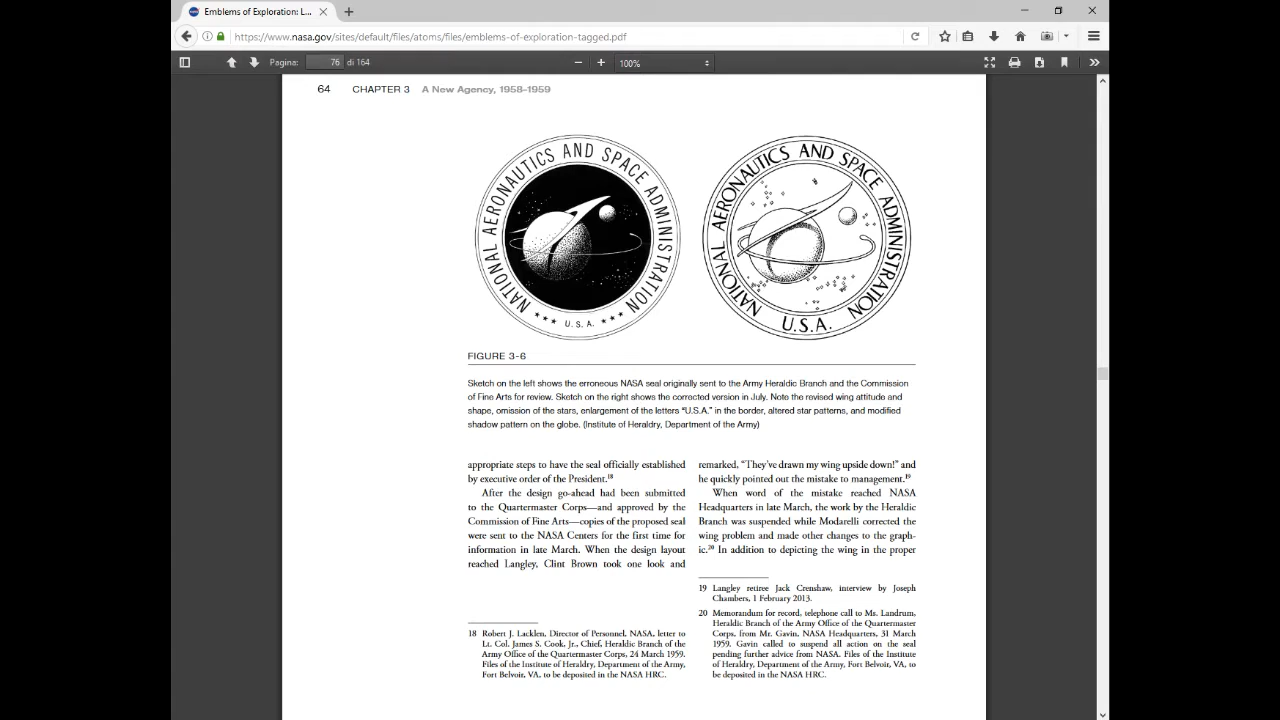 Emblems of Exploration: L...
https://www.nasa.gov/sites/default/files/atoms/files/emblems-of-exploration-tagged.pdf
Pagina: 76 di 164
100%
64 CHAPTER 3 A New Agency, 1958–1959
NATIONAL AERONAUTICS AND SPACE ADMINISTRATION
U.S.A.
NATIONAL AERONAUTICS AND SPACE ADMINISTRATION
U.S.A.
FIGURE 3-6
Sketch on the left shows the erroneous NASA seal originally sent to the Army Heraldic Branch and the Commission
of Fine Arts for review. Sketch on the right shows the corrected version in July. Note the revised wing attitude and
shape, omission of the stars, enlargement of the letters “U.S.A.” in the border, altered star patterns, and modified
shadow pattern on the globe. (Institute of Heraldry, Department of the Army)
appropriate steps to have the seal officially established
by executive order of the President.18
After the design go-ahead had been submitted
to the Quartermaster Corps—and approved by the
Commission of Fine Arts—copies of the proposed seal
were sent to the NASA Centers for the first time for
information in late March. When the design layout
reached Langley, Clint Brown took one look and
18 Robert J. Lacklen, Director of Personnel, NASA, letter to
Lt. Col. James S. Cook, Jr., Chief, Heraldic Branch of the
Army Office of the Quartermaster Corps, 24 March 1959.
Files of the Institute of Heraldry, Department of the Army,
Fort Belvoir, VA, to be deposited in the NASA HRC.
remarked, “They’ve drawn my wing upside down!” and
he quickly pointed out the mistake to management.19
When word of the mistake reached NASA
Headquarters in late March, the work by the Heraldic
Branch was suspended while Modarelli corrected the
wing problem and made other changes to the graph-
ic.20 In addition to depicting the wing in the proper
19 Langley retiree Jack Crenshaw, interview by Joseph
Chambers, 1 February 2013.
20 Memorandum for record, telephone call to Ms. Landrum,
Heraldic Branch of the Army Office of the Quartermaster
Corps, from Mr. Gavin, NASA Headquarters, 31 March
1959. Gavin called to suspend all action on the seal
pending further advice from NASA. Files of the Institute
of Heraldry, Department of the Army, Fort Belvoir, VA, to
be deposited in the NASA HRC.